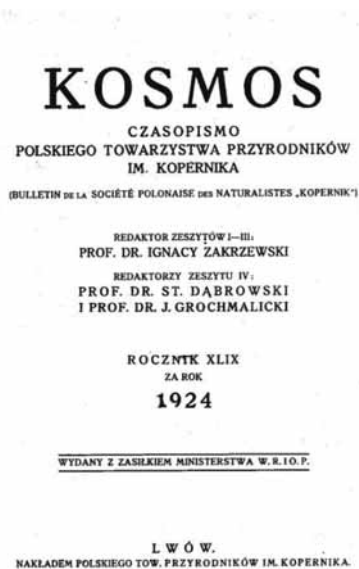 KOSMOS
CZASOPISMO
POLSKIEGO TOWARZYSTWA PRZYRODNIKÓW
IM. KOPERNIKA
(BULLETIN DE LA SOCIÉTÉ POLONAISE DES NATURALISTES „KOPERNIK")
REDAKTOR ZESZYTÓW I—III:
PROF. DR. IGNACY ZAKRZEWSKI
REDAKTORZY ZESZYTU IV:
PROF. DR. ST. DĄBROWSKI
I PROF. DR. J. GROCHMALICKI
ROCZNIK XLIX
ZA ROK
1924
WYDANY Z ZASIŁKIEM MINISTERSTWA W. R. I O. P.
LWÓW.
NAKŁADEM POLSKIEGO TOW. PRZYRODNIKÓW IM. KOPERNIKA.